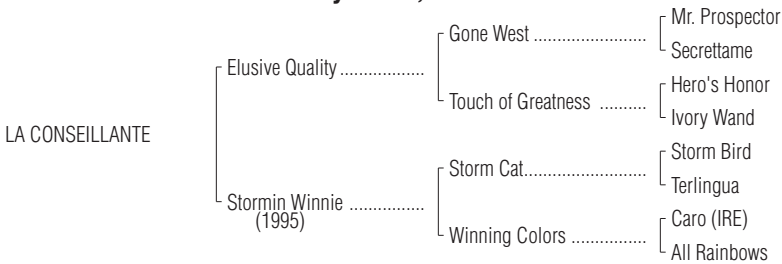 Mr. Prospector
Gone West ........................
Secrettame
Elusive Quality ..................
Hero's Honor
Touch of Greatness ..........
Ivory Wand
LA CONSEILLANTE
Storm Bird
Storm Cat..........................
Terlingua
Stormin Winnie ................
(1995)
Caro (IRE)
Winning Colors ................
All Rainbows